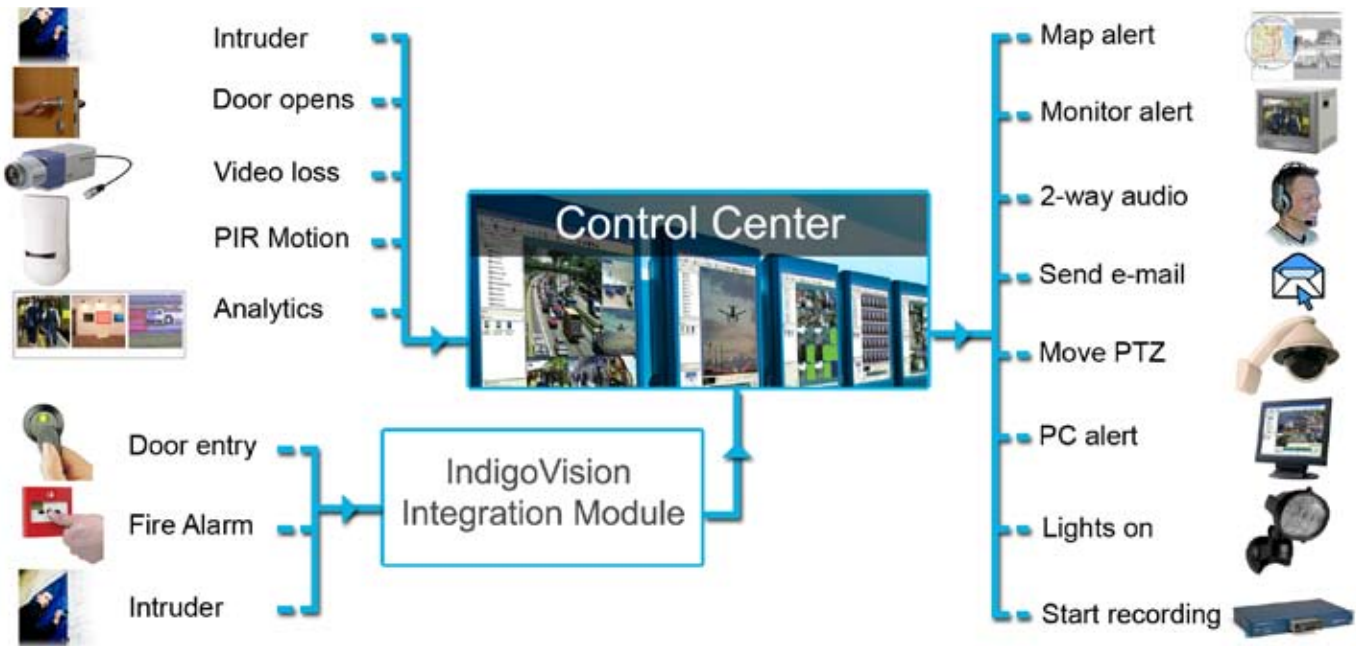 Intruder
Door opens
Video loss
PIR Motion
Analytics
Door entry
Fire Alarm
Intruder
IndigoVision
Integration Module
Control Center
Map alert
Monitor alert
2-way audio
Send e-mail
Move PTZ
PC alert
Lights on
Start recording